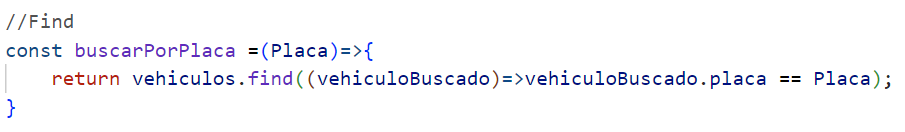 //Find
const buscarPorPlaca =(Placa)=>{
    return vehiculos.find((vehiculoBuscado)=>vehiculoBuscado.placa == Placa);
}